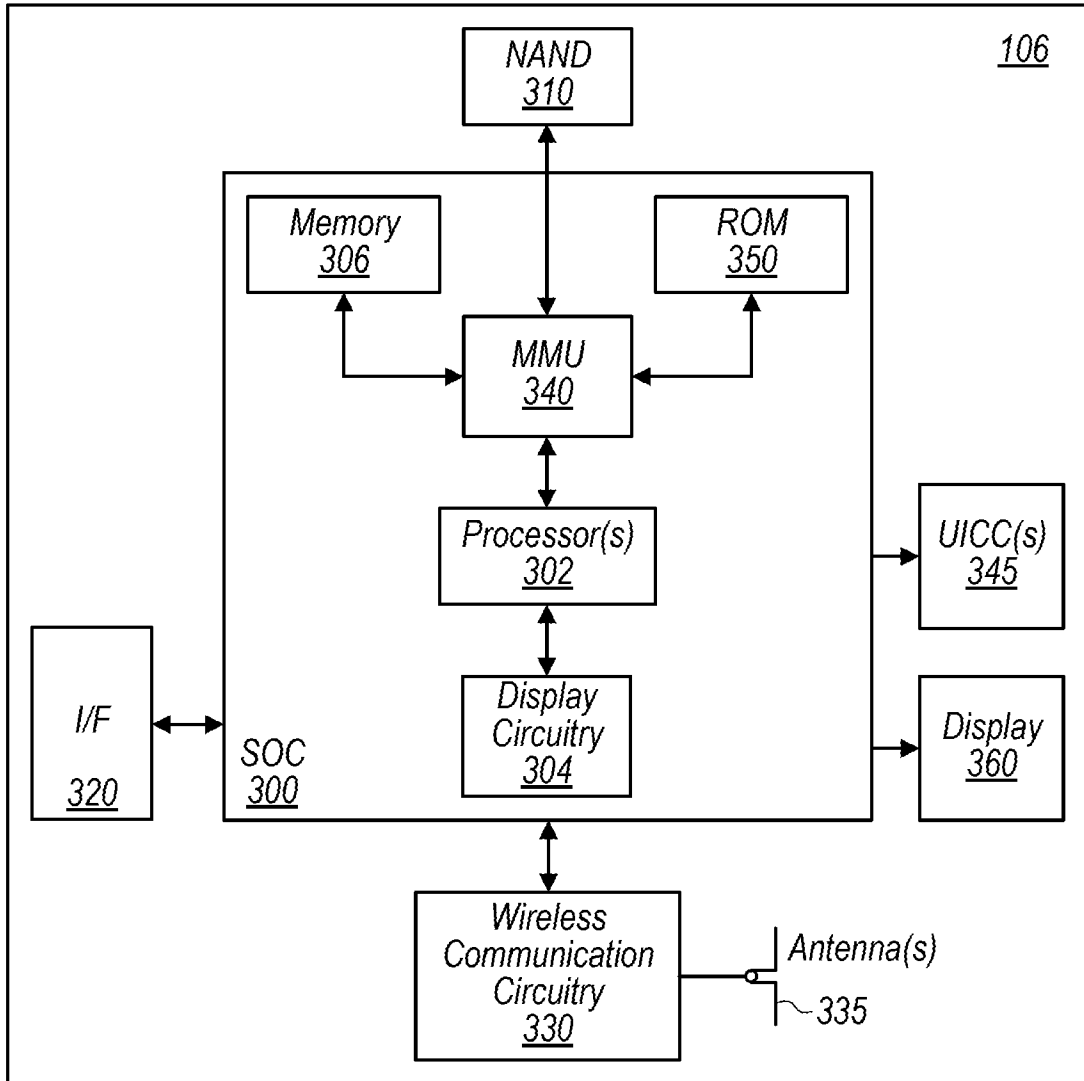 106
NAND
310
Memory
306
ROM
350
MMU
340
Processor(s)
302
UICC(s)
345
Display
Circuitry
304
I/F
320
SOC
300
Display
360
Wireless
Communication
Circuitry
330
Antenna(s)
335